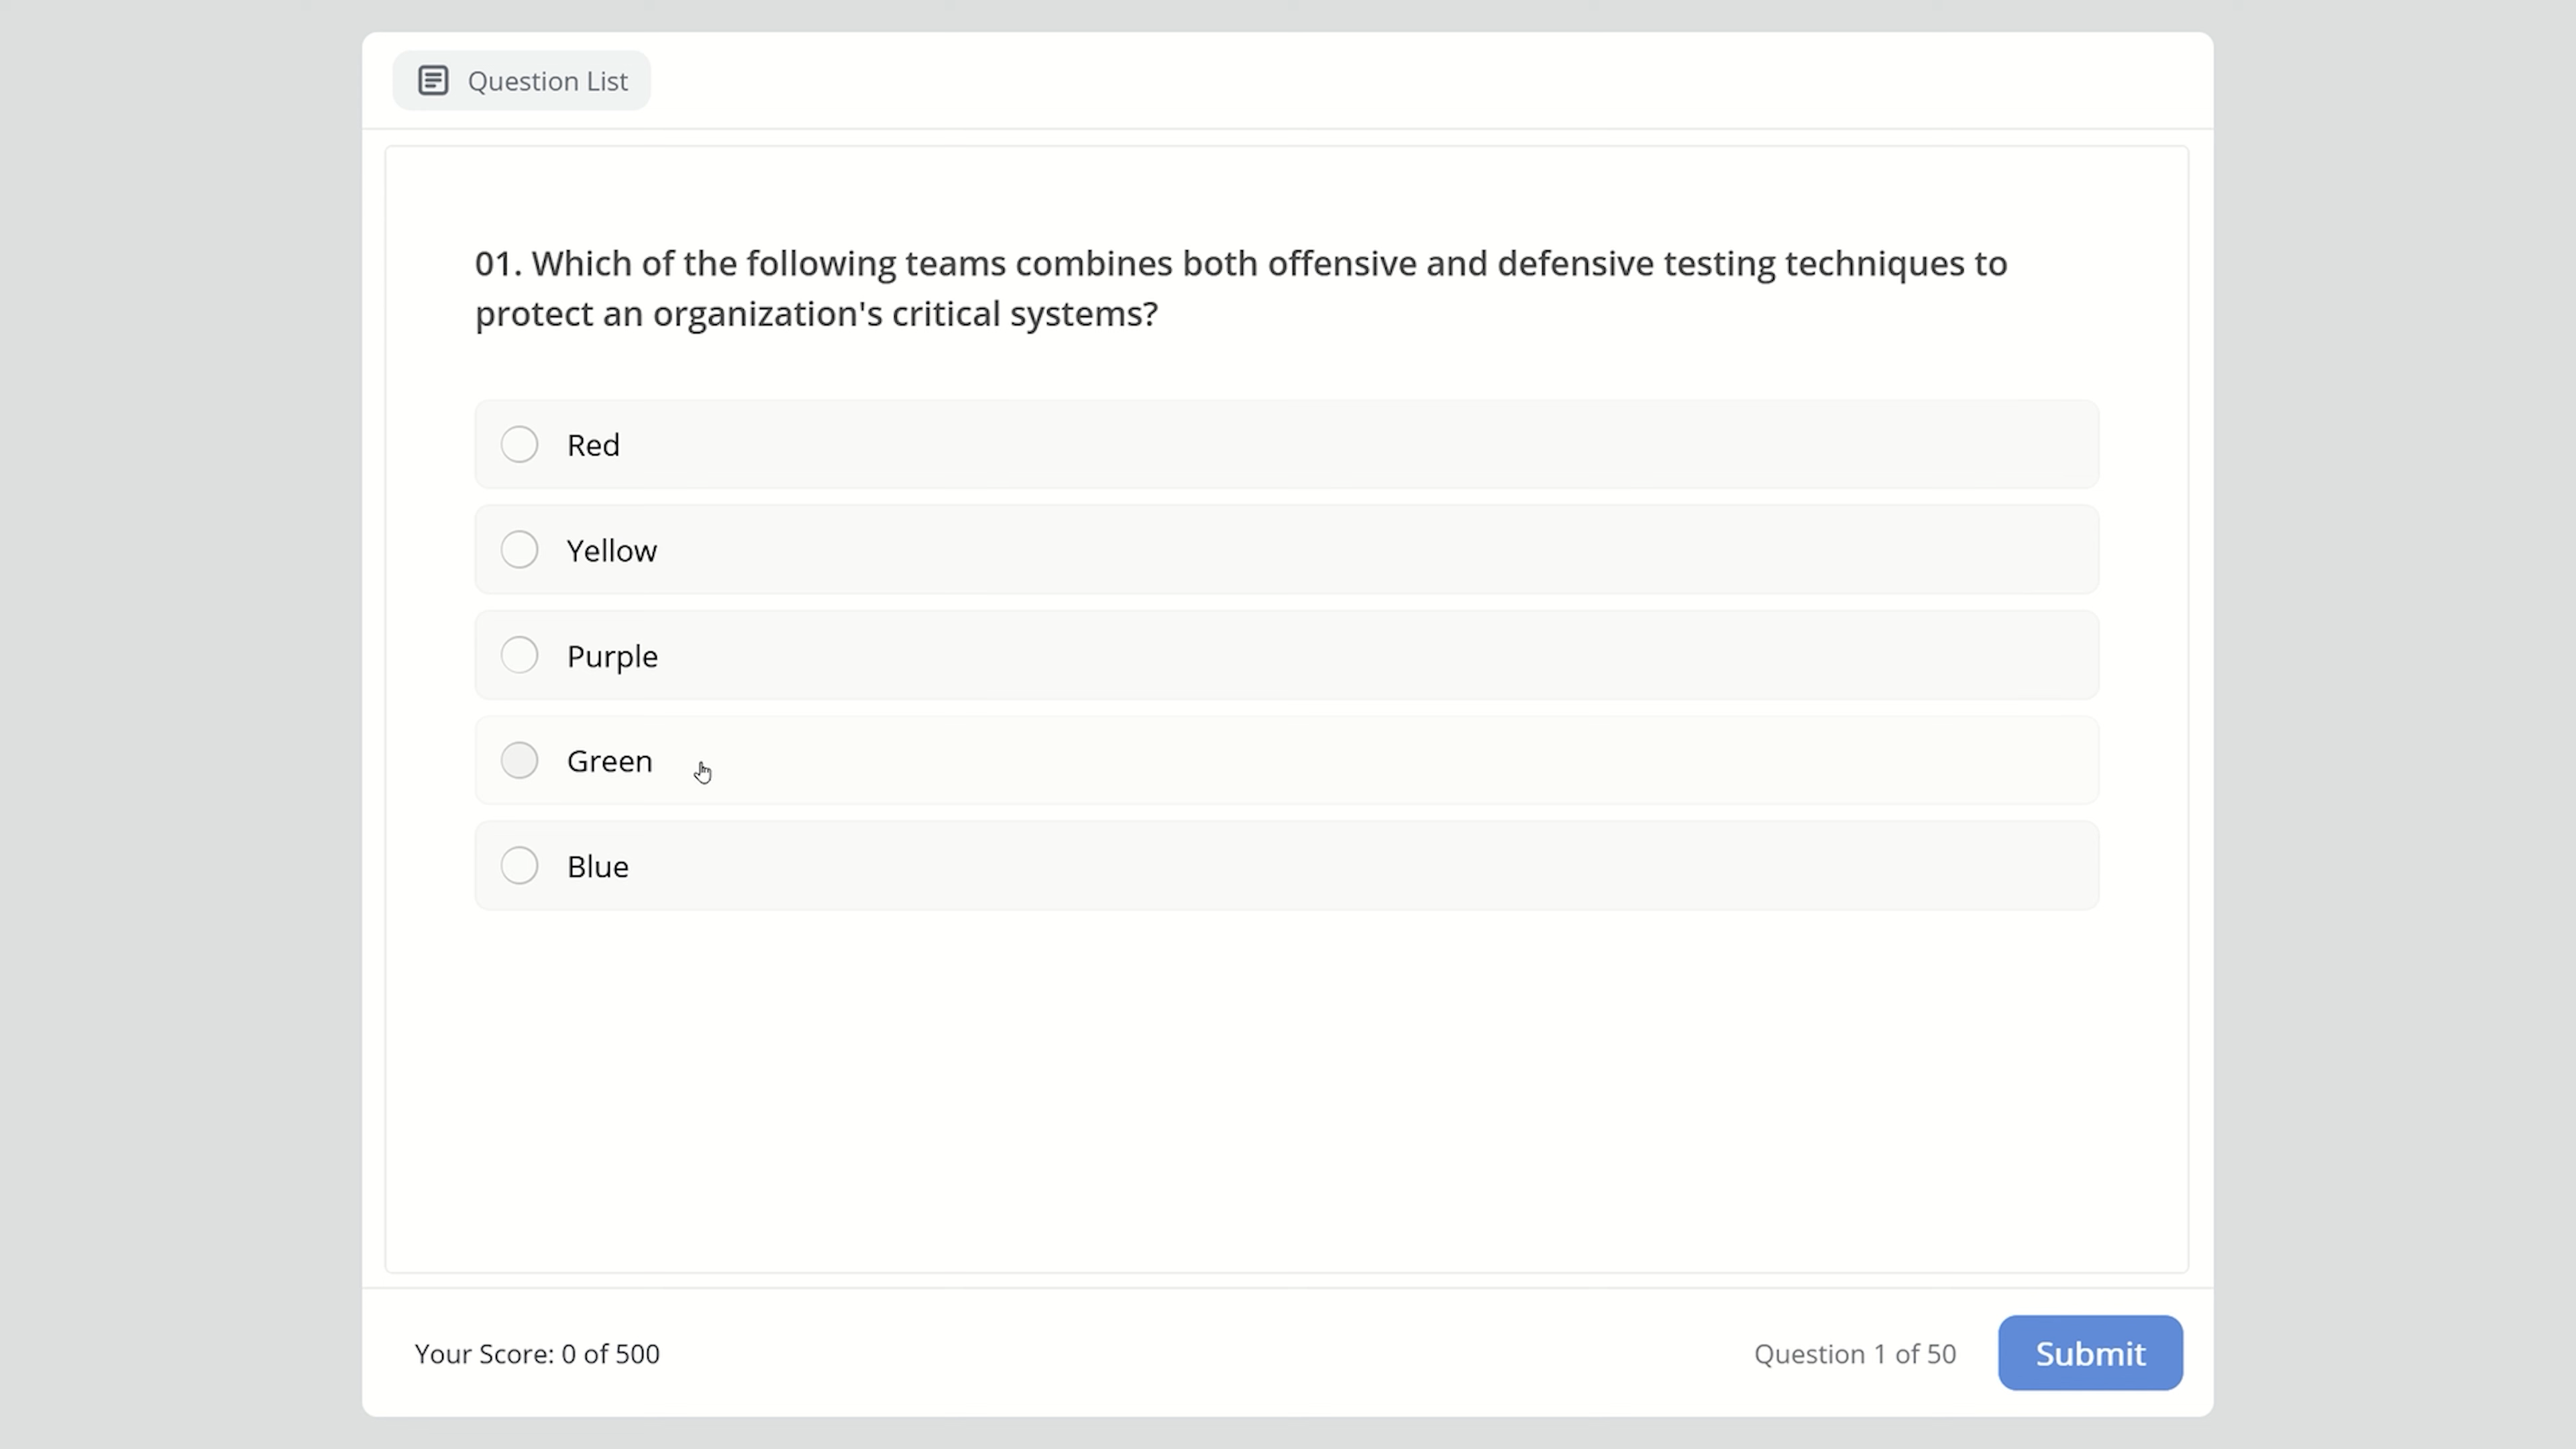 Question List
01. Which of the following teams combines both offensive and defensive testing techniques to
protect an organization's critical systems?
Red
Yellow
Purple
Green
Blue
Your Score: 0 of 500
Question 1 of 50
Submit